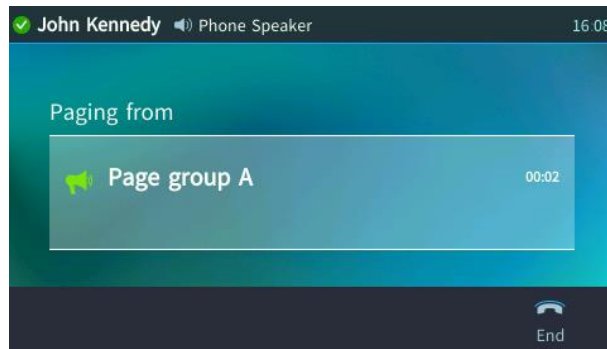 John Kennedy Phone Speaker 16:08
Paging from
Page group A 00:02
End